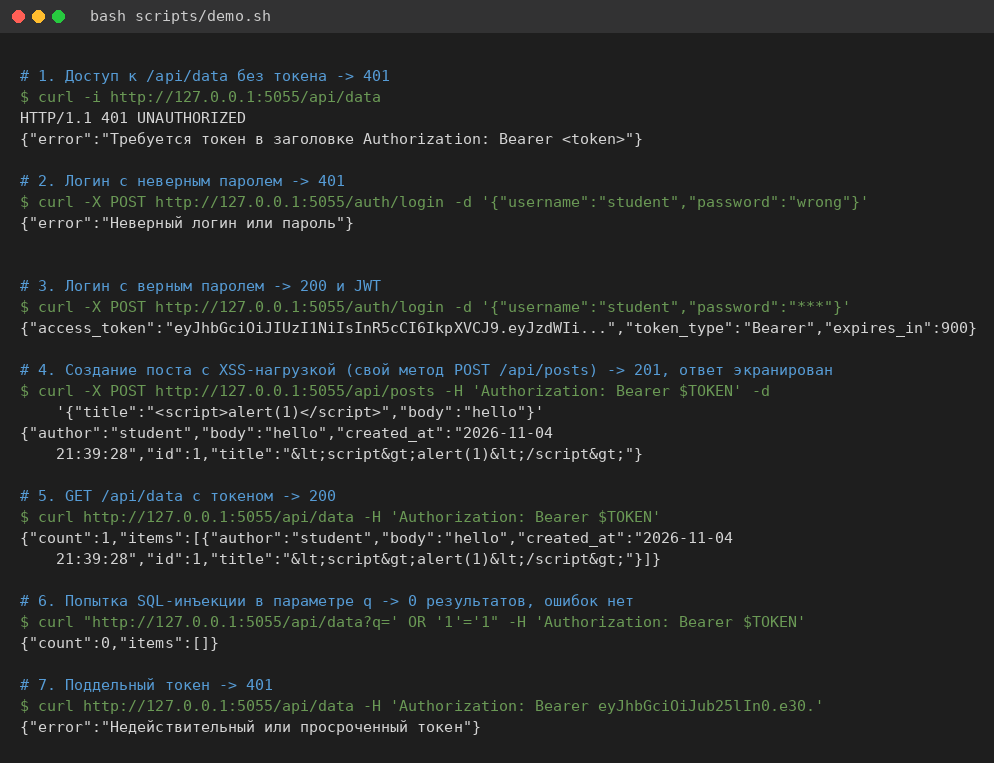 bash scripts/demo.sh
# 1. Доступ к /api/data без токена -> 401
$ curl -i http://127.0.0.1:5055/api/data
HTTP/1.1 401 UNAUTHORIZED
{"error":"Требуется токен в заголовке Authorization: Bearer <token>"}
# 2. Логин с неверным паролем -> 401
$ curl -X POST http://127.0.0.1:5055/auth/login -d '{"username":"student","password":"wrong"}'
{"error":"Неверный логин или пароль"}
# 3. Логин с верным паролем -> 200 и JWT
$ curl -X POST http://127.0.0.1:5055/auth/login -d '{"username":"student","password":"***"}'
{"access_token":"eyJhbGciOiJIUzI1NiIsInR5cCI6IkpXVCJ9.eyJzdWIi...","token_type":"Bearer","expires_in":900}
# 4. Создание поста с XSS-нагрузкой (свой метод POST /api/posts) -> 201, ответ экранирован
$ curl -X POST http://127.0.0.1:5055/api/posts -H 'Authorization: Bearer $TOKEN' -d
'{"title":"<script>alert(1)</script>","body":"hello"}'
{"author":"student","body":"hello","created_at":"2026-11-04
21:39:28","id":1,"title":"&lt;script&gt;alert(1)&lt;/script&gt;"}
# 5. GET /api/data с токеном -> 200
$ curl http://127.0.0.1:5055/api/data -H 'Authorization: Bearer $TOKEN'
{"count":1,"items":[{"author":"student","body":"hello","created_at":"2026-11-04
21:39:28","id":1,"title":"&lt;script&gt;alert(1)&lt;/script&gt;"}]}
# 6. Попытка SQL-инъекции в параметре q -> 0 результатов, ошибок нет
$ curl "http://127.0.0.1:5055/api/data?q=' OR '1'='1" -H 'Authorization: Bearer $TOKEN'
{"count":0,"items":[]}
# 7. Поддельный токен -> 401
$ curl http://127.0.0.1:5055/api/data -H 'Authorization: Bearer eyJhbGciOiJub25lIn0.e30.'
{"error":"Недействительный или просроченный токен"}